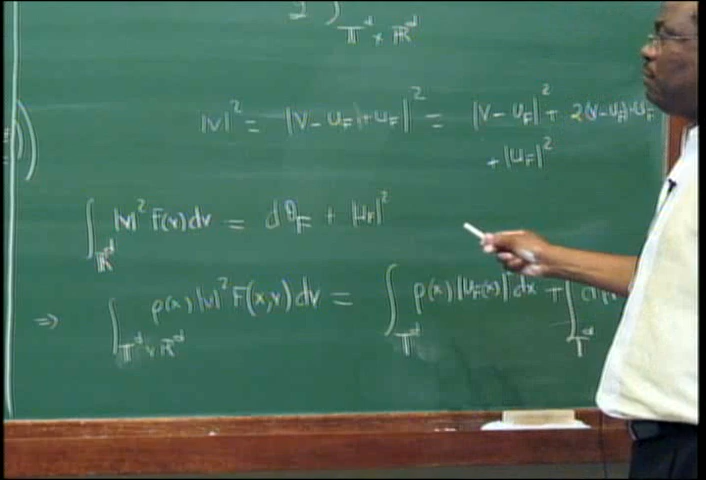 2 ∫_{𝕋^d × ℝ^d}
|v|² = |v - u_F + u_F|² = |v - u_F|² + 2(v - u_F)·u_F
+ |u_F|²
∫_{ℝ^d} |v|² F(v)dv = dθ_F + |u_F|²
⇒ ∫_{𝕋^d × ℝ^d} ρ(x)|v|² F(x,v)dv = ∫_{𝕋^d} ρ(x)|u_F(x)|dx + ∫_{𝕋^d} d